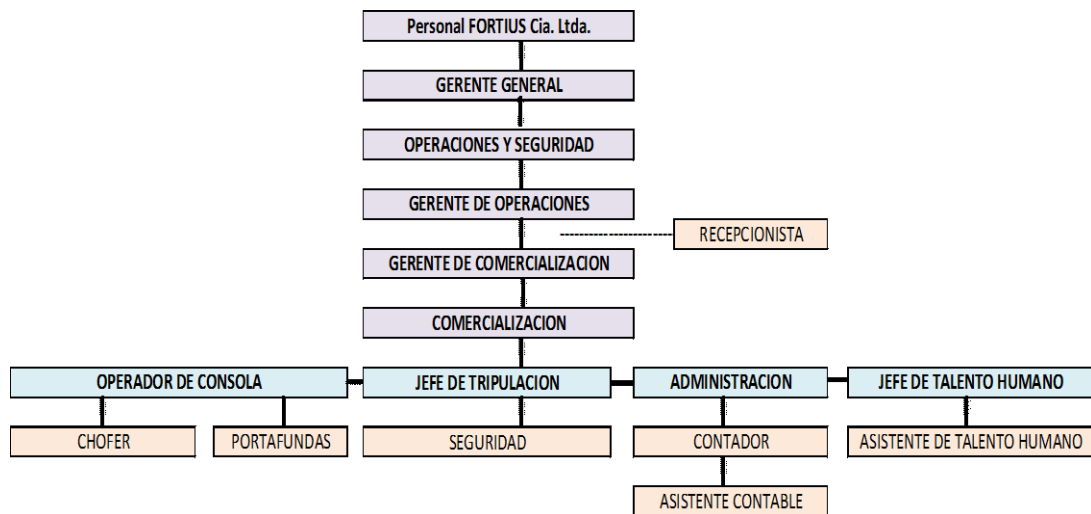 Personal FORTIUS Cia. Ltda.
GERENTE GENERAL
OPERACIONES Y SEGURIDAD
GERENTE DE OPERACIONES
RECEPCIONISTA
GERENTE DE COMERCIALIZACION
COMERCIALIZACION
OPERADOR DE CONSOLA
JEFE DE TRIPULACION
ADMINISTRACION
JEFE DE TALENTO HUMANO
CHOFER
PORTAFUNDAS
SEGURIDAD
CONTADOR
ASISTENTE DE TALENTO HUMANO
ASISTENTE CONTABLE